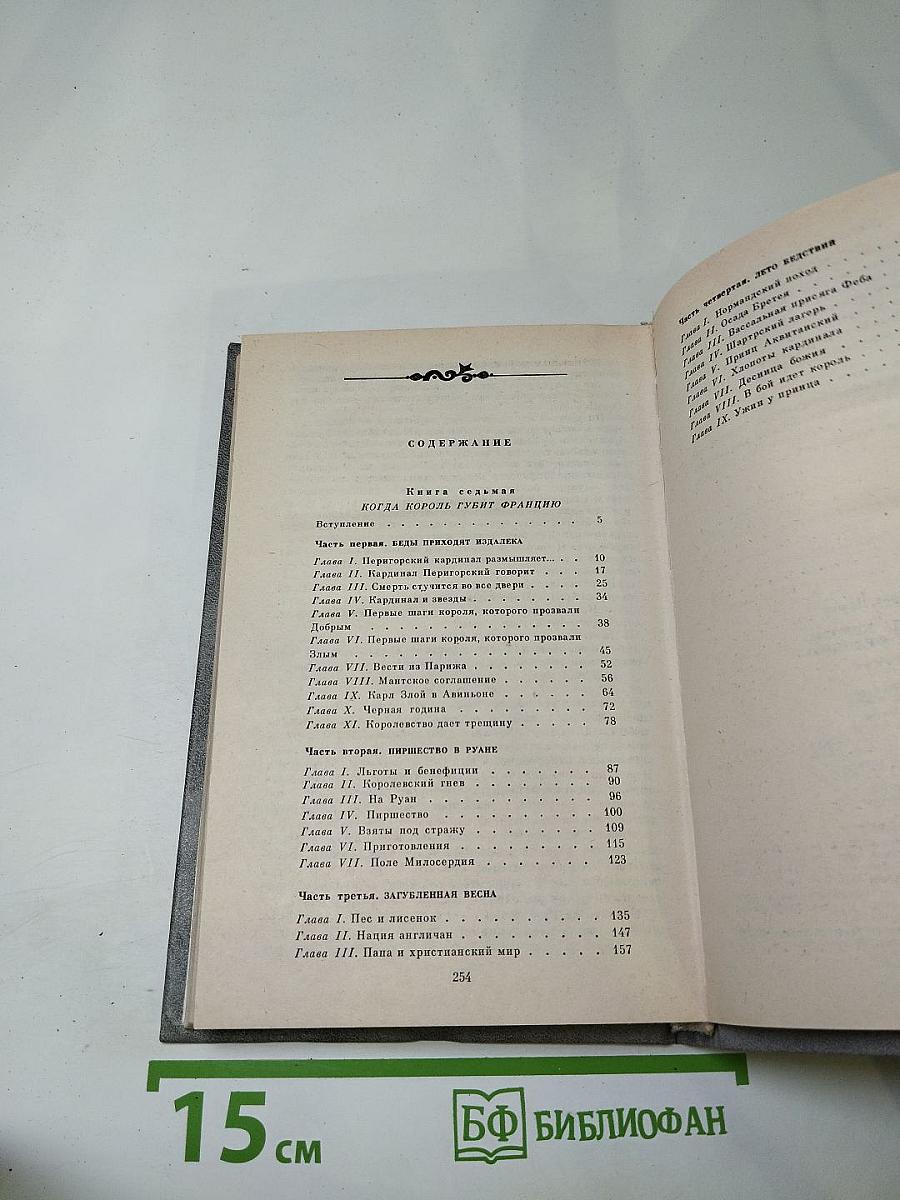 СОДЕРЖАНИЕ
Книга седьмая
КОГДА КОРОЛЬ ГУБИТ ФРАНЦИЮ
Вступление . . . . . . . . . . . . . . 5
Часть первая. БЕДЫ ПРИХОДЯТ ИЗДАЛЕКА
Глава I. Перигорский кардинал размышляет... . . 10
Глава II. Кардинал Перигорский говорит . . . 17
Глава III. Смерть стучится во все двери . . . . 25
Глава IV. Кардинал и звезды . . . . . . . . 34
Глава V. Первые шаги короля, которого прозвали
Добрым . . . . . . . . . . . . . . . 38
Глава VI. Первые шаги короля, которого прозвали
Злым . . . . . . . . . . . . . . . . 45
Глава VII. Вести из Парижа . . . . . . . . 52
Глава VIII. Мантское соглашение . . . . . . 56
Глава IX. Карл Злой в Авиньоне . . . . . . 64
Глава X. Черная година . . . . . . . . . 72
Глава XI. Королевство дает трещину . . . . . 78
Часть вторая. ПИРШЕСТВО В РУАНЕ
Глава I. Льготы и бенефиции . . . . . . . 87
Глава II. Королевский гнев . . . . . . . . 90
Глава III. На Руан . . . . . . . . . . . 96
Глава IV. Пиршество . . . . . . . . . . 100
Глава V. Взяты под стражу . . . . . . . . 109
Глава VI. Приготовления . . . . . . . . . 115
Глава VII. Поле Милосердия . . . . . . . 123
Часть третья. ЗАГУБЛЕННАЯ ВЕСНА
Глава I. Пес и лисенок . . . . . . . . . . 135
Глава II. Нация англичан . . . . . . . . . 147
Глава III. Папа и христианский мир . . . . . 157
254
Часть четвертая. ЛЕТО БЕДСТВИЙ
Глава I. Нормандский поход . . . .
Глава II. Осада Бретея . . . . .
Глава III. Вассальная присяга Феба . .
Глава IV. Шартрский лагерь . . . .
Глава V. Принц Аквитанский . . . .
Глава VI. Хлопоты кардинала . . .
Глава VII. Десница божия . . . .
Глава VIII. В бой идет король . . .
Глава IX. Ужин у принца . . . .
15 см
БФ БИБЛИОФАН